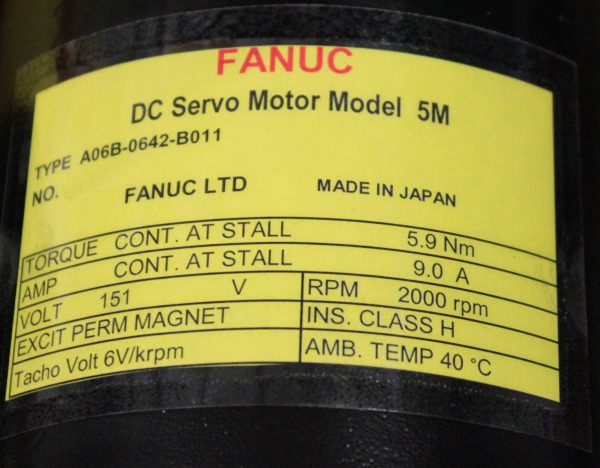 FANUC
DC Servo Motor Model 5M
TYPE A06B-0642-B011
NO.
FANUC LTD MADE IN JAPAN
TORQUE CONT. AT STALL 5.9 Nm
AMP CONT. AT STALL 9.0 A
VOLT 151 V RPM 2000 rpm
EXCIT PERM MAGNET INS. CLASS H
Tacho Volt 6V/krpm AMB. TEMP 40 °C